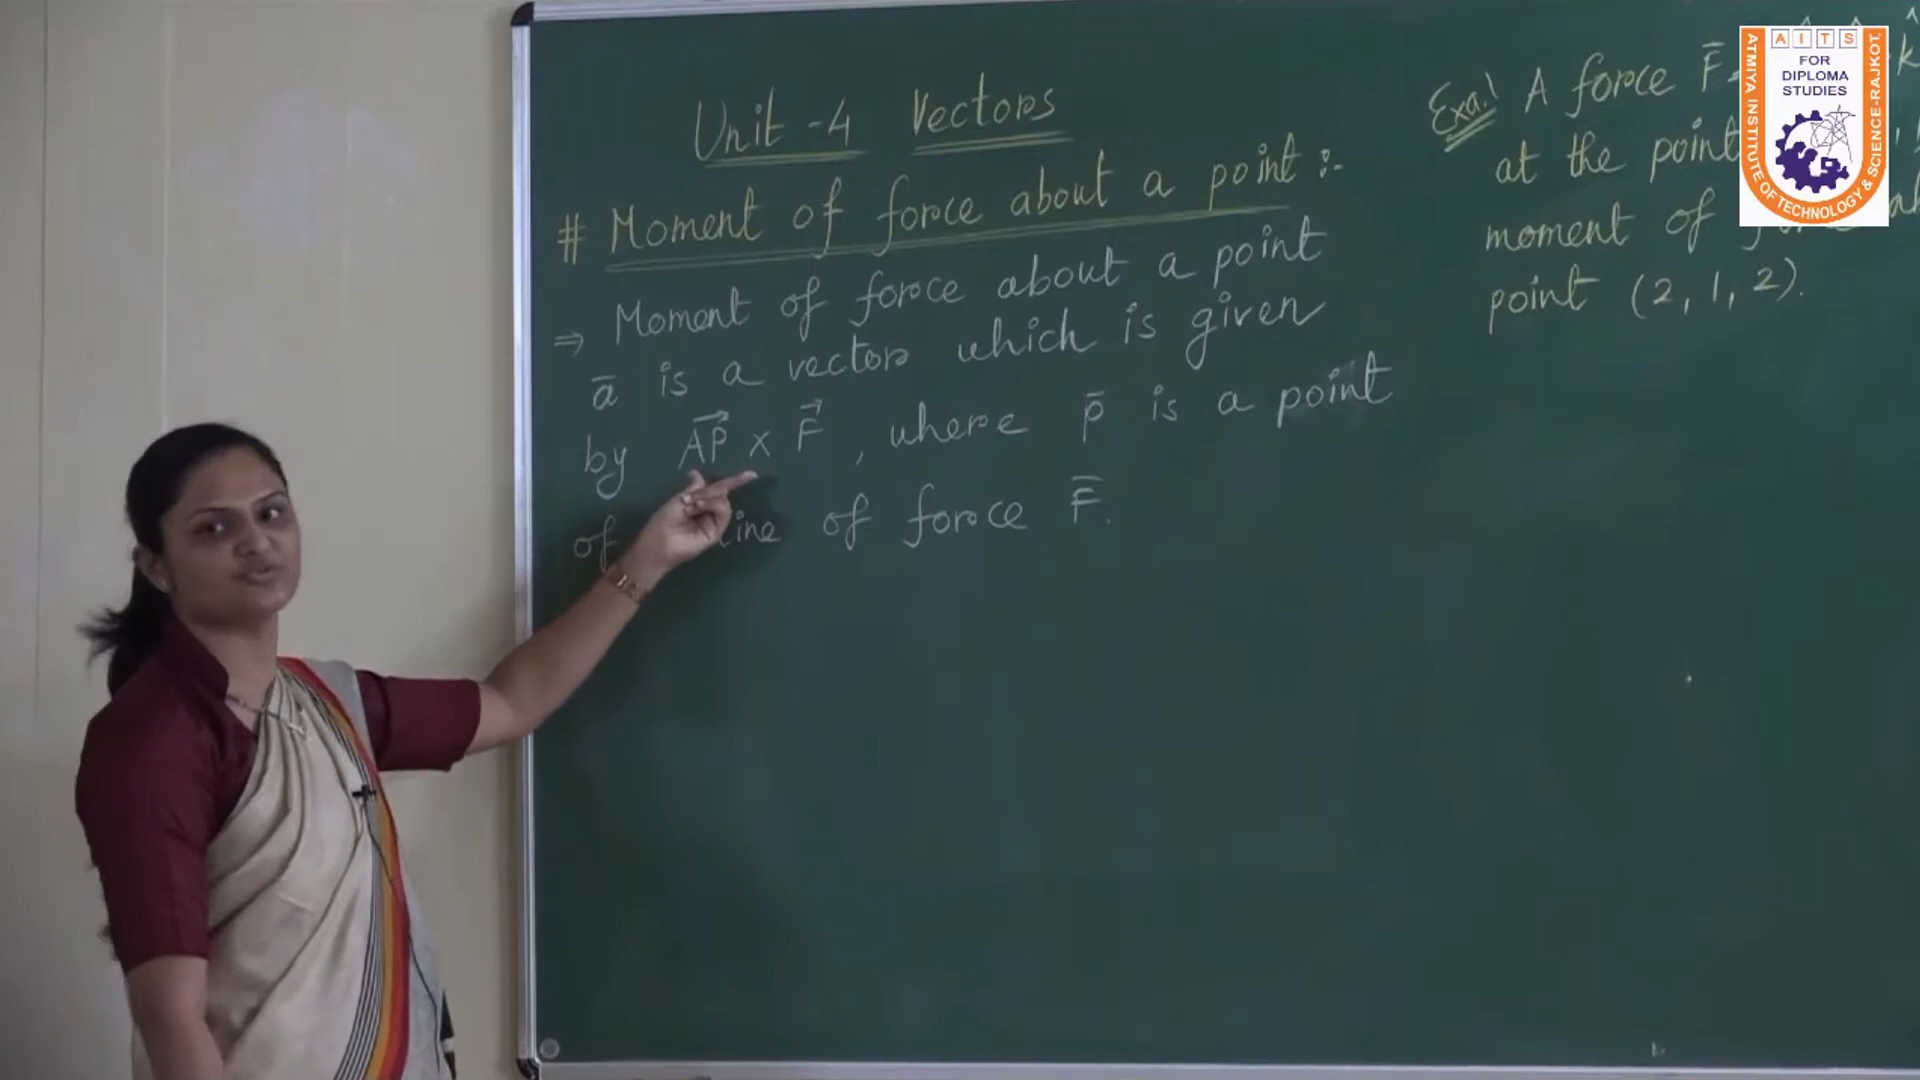 Unit-4 Vectors
# Moment of force about a point :-
⇒ Moment of force about a point
a̅ is a vector which is given
by A⃗P⃗ × F⃗ , where p̅ is a point
of line of force F̅.
Exa! A force F̅
at the point
moment of
point (2, 1, 2).
AITS
FOR
DIPLOMA
STUDIES
ATMIYA INSTITUTE OF TECHNOLOGY & SCIENCE-RAJKOT.